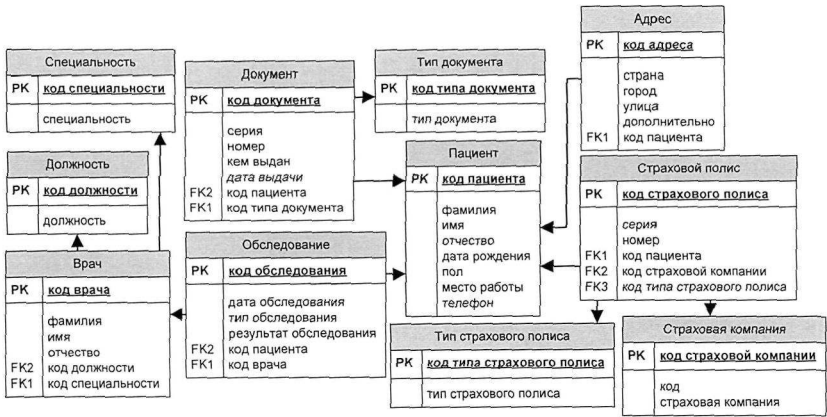 Специальность
PK код специальности
специальность
Должность
PK код должности
должность
Врач
PK код врача
фамилия
имя
отчество
FK2 код должности
FK1 код специальности
Документ
PK код документа
серия
номер
кем выдан
дата выдачи
FK2 код пациента
FK1 код типа документа
Обследование
PK код обследования
дата обследования
тип обследования
результат обследования
FK2 код пациента
FK1 код врача
Тип документа
PK код типа документа
тип документа
Пациент
PK код пациента
фамилия
имя
отчество
дата рождения
пол
место работы
телефон
Тип страхового полиса
PK код типа страхового полиса
тип страхового полиса
Адрес
PK код адреса
страна
город
улица
дополнительно
FK1 код пациента
Страховой полис
PK код страхового полиса
серия
номер
FK1 код пациента
FK2 код страховой компании
FK3 код типа страхового полиса
Страховая компания
PK код страховой компании
код
страховая компания